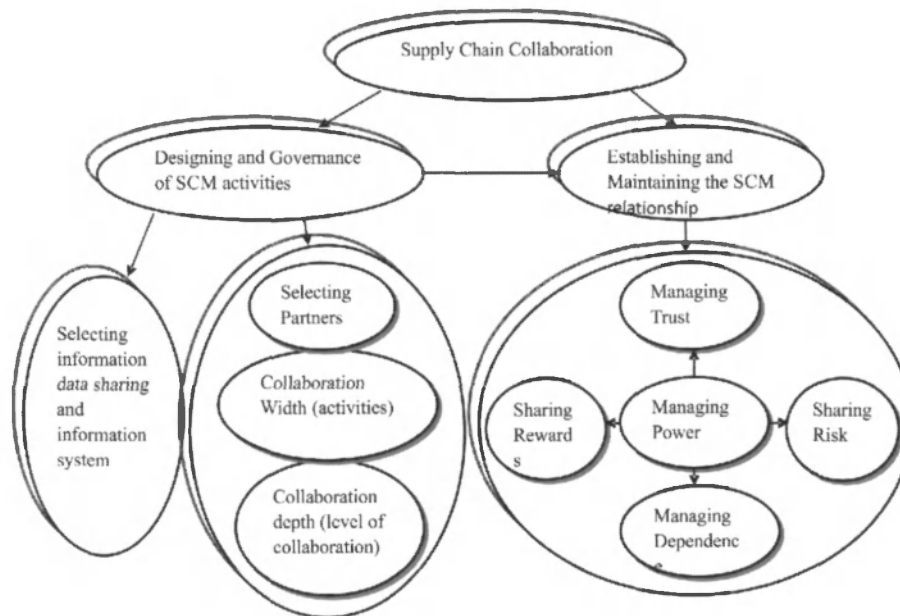 Supply Chain Collaboration
Designing and Governance
of SCM activities
Establishing and
Maintaining the SCM
relationship
Selecting
information
data sharing
and
information
system
Selecting
Partners
Collaboration
Width (activities)
Collaboration
depth (level of
collaboration)
Managing
Trust
Sharing
Reward
s
Managing
Power
Sharing
Risk
Managing
Dependenc
e